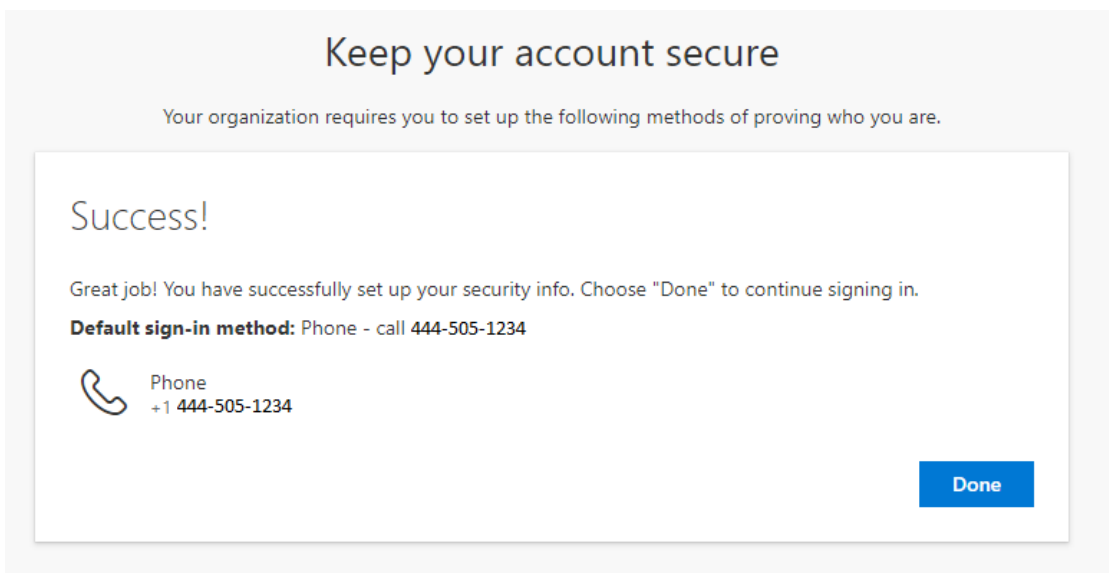 Keep your account secure
Your organization requires you to set up the following methods of proving who you are.
Success!
Great job! You have successfully set up your security info. Choose "Done" to continue signing in.
Default sign-in method: Phone - call 444-505-1234
Phone
+1 444-505-1234
Done